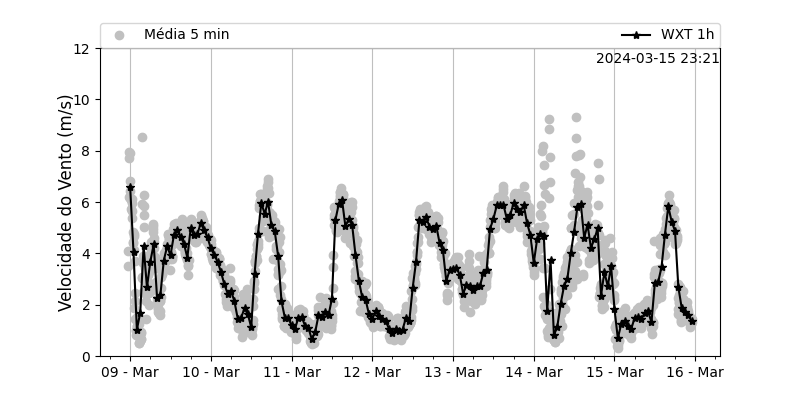 Média 5 min
WXT 1h
2024-03-15 23:21
Velocidade do Vento (m/s)
12
10
8
6
4
2
0
09 - Mar 10 - Mar 11 - Mar 12 - Mar 13 - Mar 14 - Mar 15 - Mar 16 - Mar